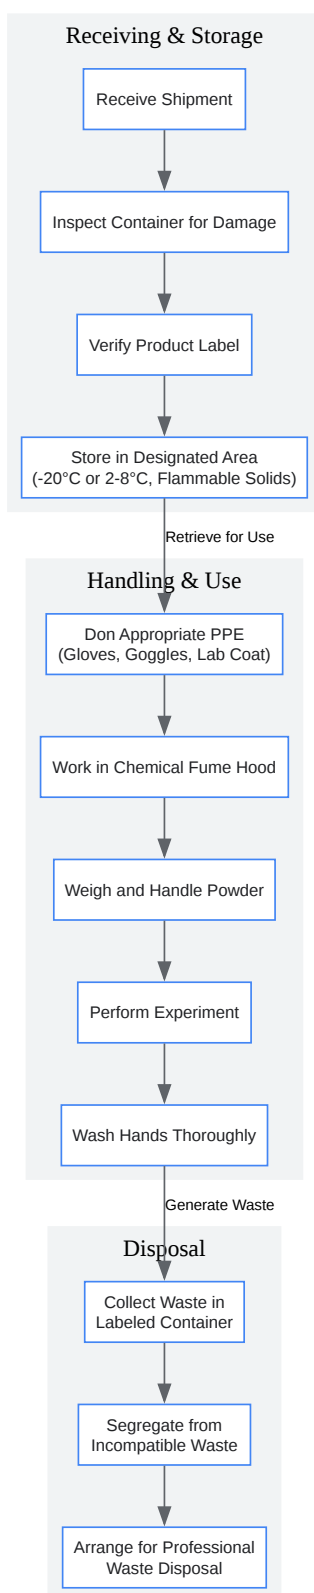 Receiving & Storage
Receive Shipment
Inspect Container for Damage
Verify Product Label
Store in Designated Area
(-20°C or 2-8°C, Flammable Solids)
Retrieve for Use
Handling & Use
Don Appropriate PPE
(Gloves, Goggles, Lab Coat)
Work in Chemical Fume Hood
Weigh and Handle Powder
Perform Experiment
Wash Hands Thoroughly
Generate Waste
Disposal
Collect Waste in
Labeled Container
Segregate from
Incompatible Waste
Arrange for Professional
Waste Disposal